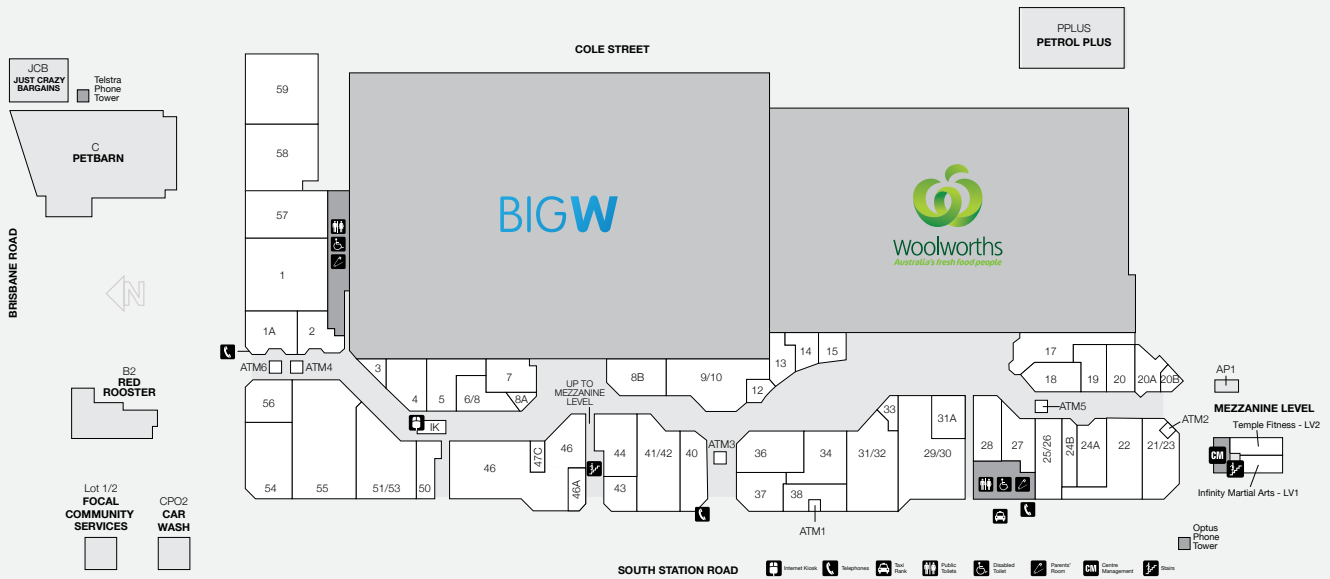 COLE STREET
PPLUS
PETROL PLUS
JCB
JUST CRAZY
BARGAINS
Telstra
Phone
Tower
C
PETBARN
BRISBANE ROAD
N
B2
RED
ROOSTER
Lot 1/2
FOCAL
COMMUNITY
SERVICES
CPO2
CAR
WASH
59
58
57
1
1A
2
ATM6
ATM4
BIGW
Woolworths
Australia's fresh food people
3
4
5
6/8
7
8A
UP TO
MEZZANINE
LEVEL
8B
9/10
12
13
14
15
17
18
19
20
20A
20B
AP1
ATM5
ATM2
IK
56
54
55
51/53
50
46
47C
46
46A
44
43
41/42
40
ATM3
36
37
38
34
ATM1
31/32
33
31A
29/30
28
27
25/26
24B
24A
22
21/23
MEZZANINE LEVEL
Temple Fitness - LV2
CM
Infinity Martial Arts - LV1
Optus
Phone
Tower
SOUTH STATION ROAD
Internet Kiosk
Telephones
Taxi
Rank
Public
Toilets
Disabled
Toilet
Parents'
Room
CM
Centre
Management
Stairs